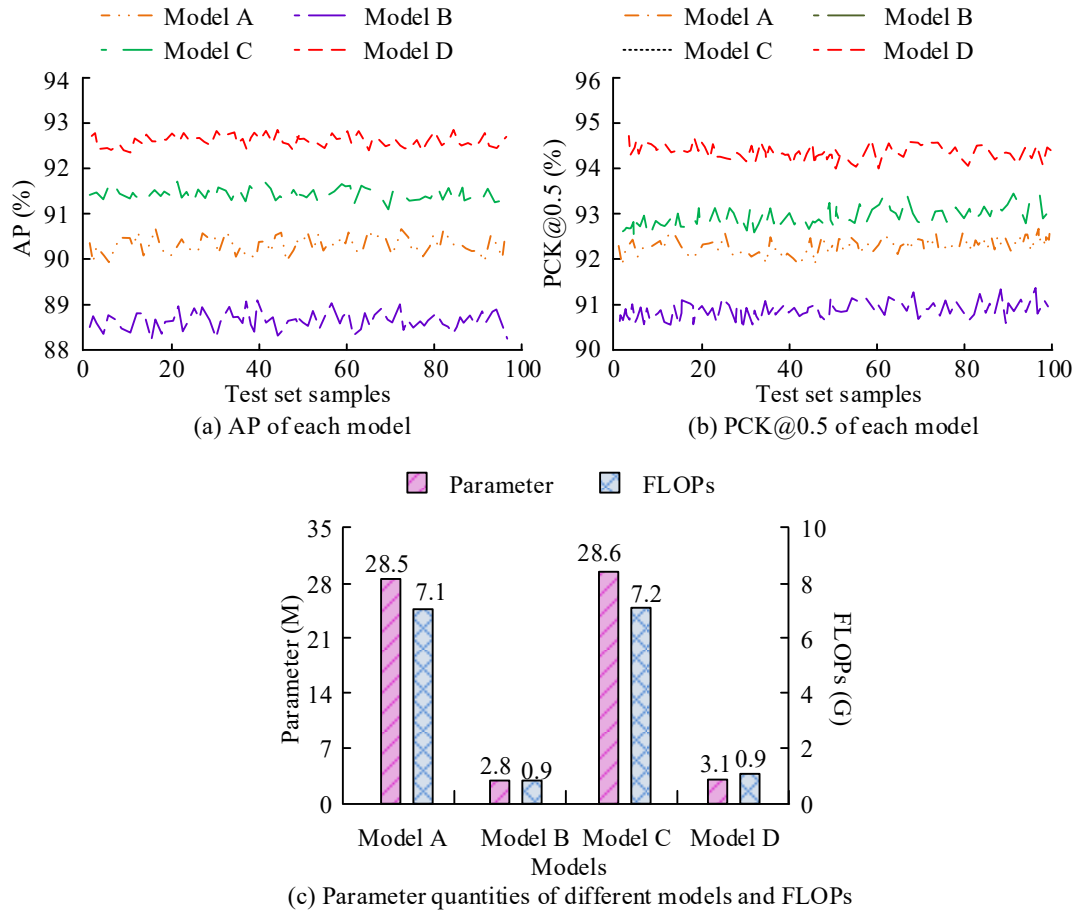 Model A Model B
Model C Model D
94
93
92
91
90
89
88
AP (%)
0 20 40 60 80 100
Test set samples
(a) AP of each model
Model A Model B
Model C Model D
96
95
94
93
92
91
90
PCK@0.5 (%)
0 20 40 60 80 100
Test set samples
(b) PCK@0.5 of each model
Parameter FLOPs
35
28
21
14
7
0
Parameter (M)
28.5 7.1 2.8 0.9 28.6 7.2 3.1 0.9
10
8
6
4
2
0
FLOPs (G)
Model A Model B Model C Model D
Models
(c) Parameter quantities of different models and FLOPs